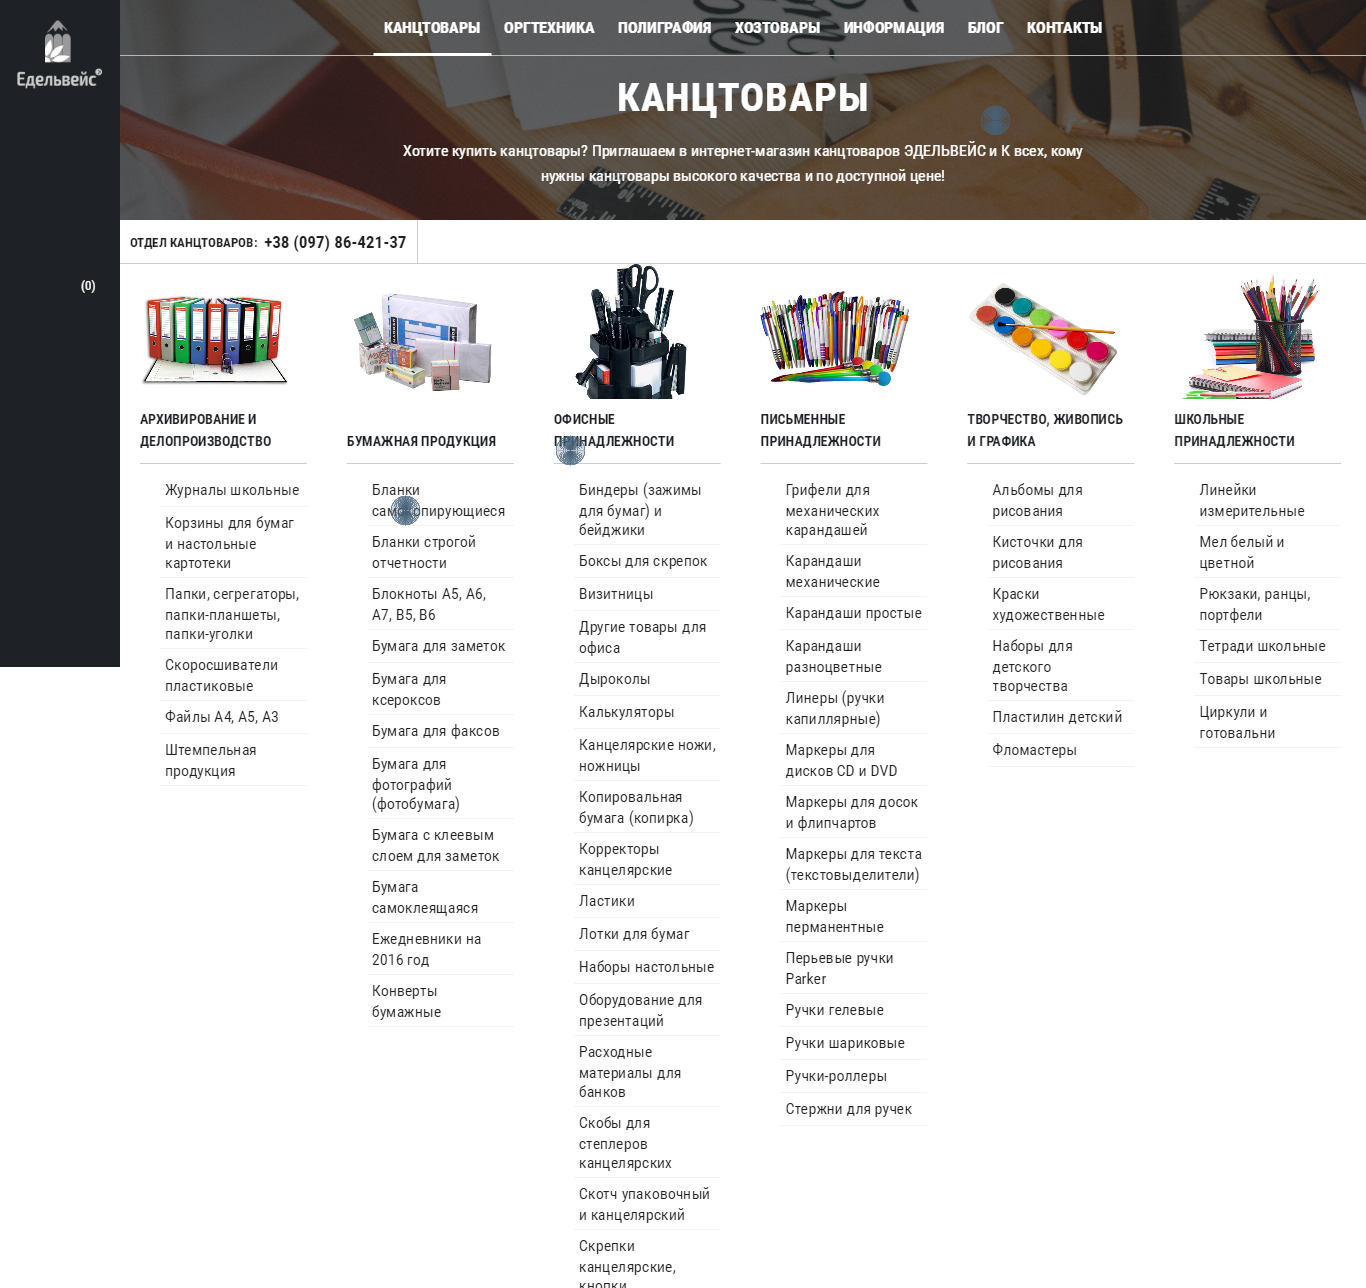 Едельвейс®
(0)
КАНЦТОВАРЫ ОРГТЕХНИКА ПОЛИГРАФИЯ ХОЗТОВАРЫ ИНФОРМАЦИЯ БЛОГ КОНТАКТЫ
КАНЦТОВАРЫ
Хотите купить канцтовары? Приглашаем в интернет-магазин канцтоваров ЭДЕЛЬВЕЙС и К всех, кому
нужны канцтовары высокого качества и по доступной цене!
ОТДЕЛ КАНЦТОВАРОВ: +38 (097) 86-421-37
АРХИВИРОВАНИЕ И
ДЕЛОПРОИЗВОДСТВО
Журналы школьные
Корзины для бумаг
и настольные
картотеки
Папки, сегрегаторы,
папки-планшеты,
папки-уголки
Скоросшиватели
пластиковые
Файлы А4, А5, А3
Штемпельная
продукция
БУМАЖНАЯ ПРОДУКЦИЯ
Бланки
самокопирующиеся
Бланки строгой
отчетности
Блокноты А5, А6,
А7, В5, В6
Бумага для заметок
Бумага для
ксероксов
Бумага для факсов
Бумага для
фотографий
(фотобумага)
Бумага с клеевым
слоем для заметок
Бумага
самоклеящаяся
Ежедневники на
2016 год
Конверты
бумажные
ОФИСНЫЕ
ПРИНАДЛЕЖНОСТИ
Биндеры (зажимы
для бумаг) и
бейджики
Боксы для скрепок
Визитницы
Другие товары для
офиса
Дыроколы
Калькуляторы
Канцелярские ножи,
ножницы
Копировальная
бумага (копирка)
Корректоры
канцелярские
Ластики
Лотки для бумаг
Наборы настольные
Оборудование для
презентаций
Расходные
материалы для
банков
Скобы для
степлеров
канцелярских
Скотч упаковочный
и канцелярский
Скрепки
канцелярские,
кнопки
ПИСЬМЕННЫЕ
ПРИНАДЛЕЖНОСТИ
Грифели для
механических
карандашей
Карандаши
механические
Карандаши простые
Карандаши
разноцветные
Линеры (ручки
капиллярные)
Маркеры для
дисков CD и DVD
Маркеры для досок
и флипчартов
Маркеры для текста
(текстовыделители)
Маркеры
перманентные
Перьевые ручки
Parker
Ручки гелевые
Ручки шариковые
Ручки-роллеры
Стержни для ручек
ТВОРЧЕСТВО, ЖИВОПИСЬ
И ГРАФИКА
Альбомы для
рисования
Кисточки для
рисования
Краски
художественные
Наборы для
детского
творчества
Пластилин детский
Фломастеры
ШКОЛЬНЫЕ
ПРИНАДЛЕЖНОСТИ
Линейки
измерительные
Мел белый и
цветной
Рюкзаки, ранцы,
портфели
Тетради школьные
Товары школьные
Циркули и
готовальни